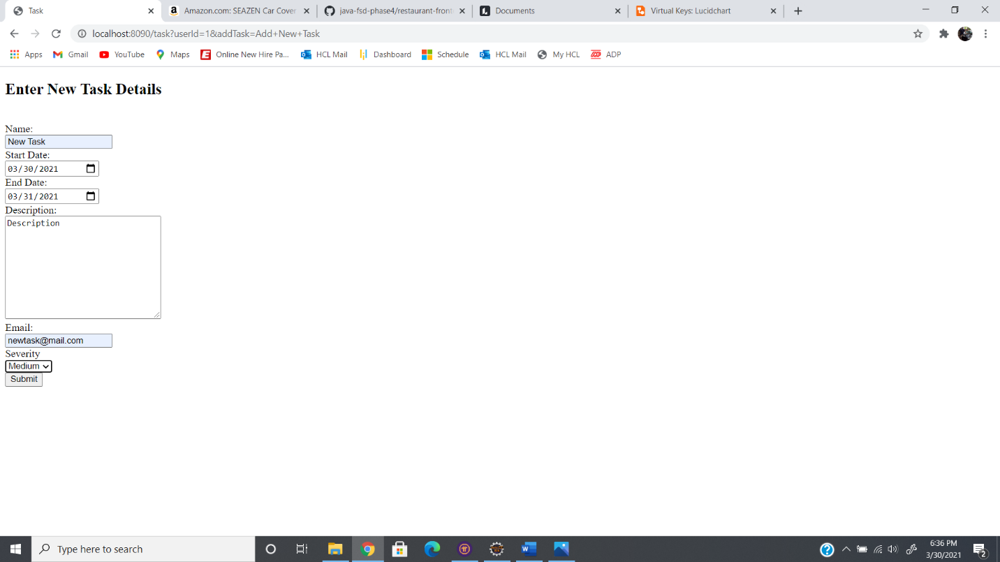 Task
Amazon.com: SEAZEN Car Cover
java-fsd-phase4/restaurant-front
Documents
Virtual Keys: Lucidchart
localhost:8090/task?userId=1&addTask=Add+New+Task
Apps
Gmail
YouTube
Maps
Online New Hire Pa...
HCL Mail
Dashboard
Schedule
HCL Mail
My HCL
ADP
Enter New Task Details
Name:
New Task
Start Date:
03/30/2021
End Date:
03/31/2021
Description:
Description
Email:
newtask@mail.com
Severity
Medium
Submit
Type here to search
6:36 PM
3/30/2021
2